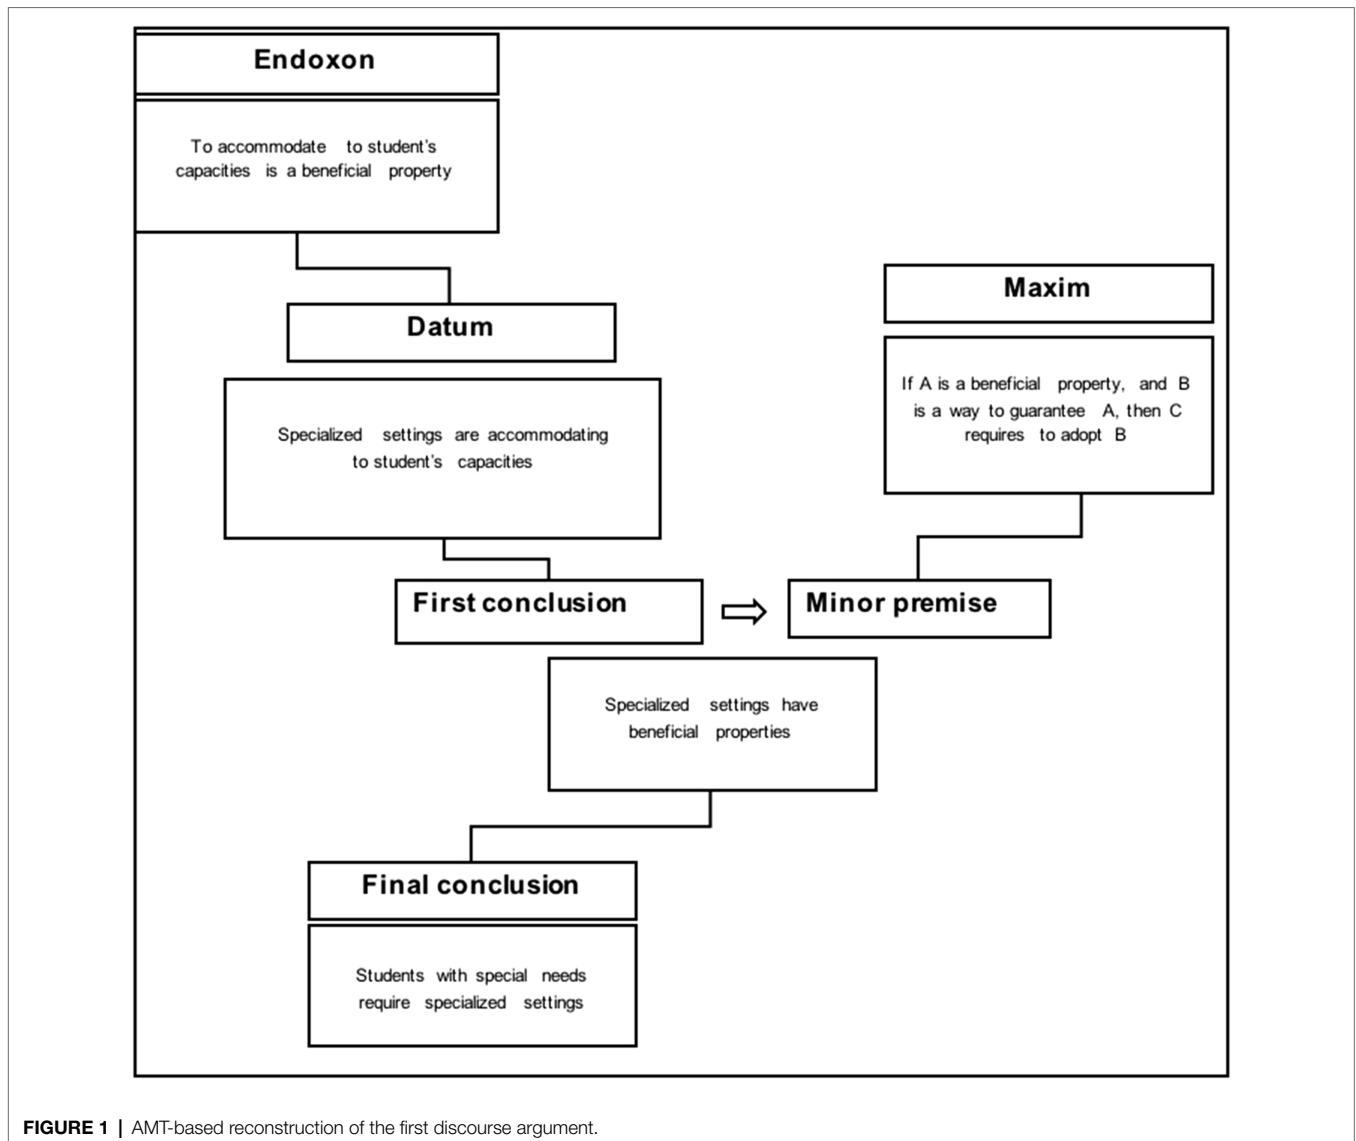 Endoxon
To accommodate to student's
capacities is a beneficial property
Datum
Specialized settings are accommodating
to student's capacities
Maxim
If A is a beneficial property, and B
is a way to guarantee A, then C
requires to adopt B
First conclusion
Minor premise
Specialized settings have
beneficial properties
Final conclusion
Students with special needs
require specialized settings
FIGURE 1 | AMT-based reconstruction of the first discourse argument.